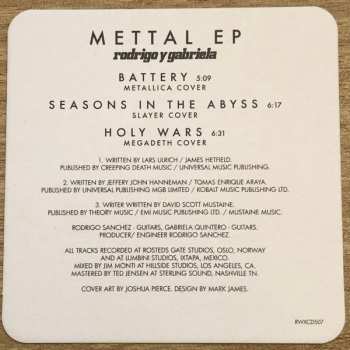 METTAL EP
rodrigo y gabriela
BATTERY 5:09
METALLICA COVER
SEASONS IN THE ABYSS 6:17
SLAYER COVER
HOLY WARS 6:31
MEGADETH COVER
1. WRITTEN BY LARS ULRICH / JAMES HETFIELD.
PUBLISHED BY CREEPING DEATH MUSIC / UNIVERSAL MUSIC PUBLISHING.
2. WRITTEN BY JEFFERY JOHN HANNEMAN / TOMAS ENRIQUE ARAYA.
PUBLISHED BY UNIVERSAL PUBLISHING MGB LIMITED / KOBALT MUSIC PUBLISHING LTD.
3. WRITER WRITTEN BY DAVID SCOTT MUSTAINE.
PUBLISHED BY THEORY MUSIC / EMI MUSIC PUBLISHING LTD. / MUSTAINE MUSIC.
RODRIGO SANCHEZ - GUITARS, GABRIELA QUINTERO - GUITARS.
PRODUCER/ ENGINEER RODRIGO SANCHEZ.
ALL TRACKS RECORDED AT ROSTEDS GATE STUDIOS, OSLO, NORWAY
AND AT LUMBINI STUDIOS, IXTAPA, MEXICO.
MIXED BY JIM MONTI AT HILLSIDE STUDIOS, LOS ANGELES, CA.
MASTERED BY TED JENSEN AT STERLING SOUND, NASHVILLE TN.
COVER ART BY JOSHUA PIERCE. DESIGN BY MARK JAMES.
RWXCD507